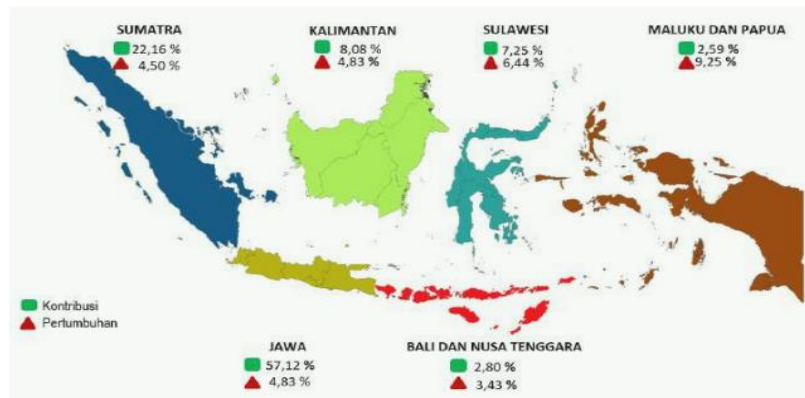 SUMATRA
22,16 %
4,50 %
KALIMANTAN
8,08 %
4,83 %
SULAWESI
7,25 %
6,44 %
MALUKU DAN PAPUA
2,59 %
9,25 %
Kontribusi
Pertumbuhan
JAWA
57,12 %
4,83 %
BALI DAN NUSA TENGGARA
2,80 %
3,43 %